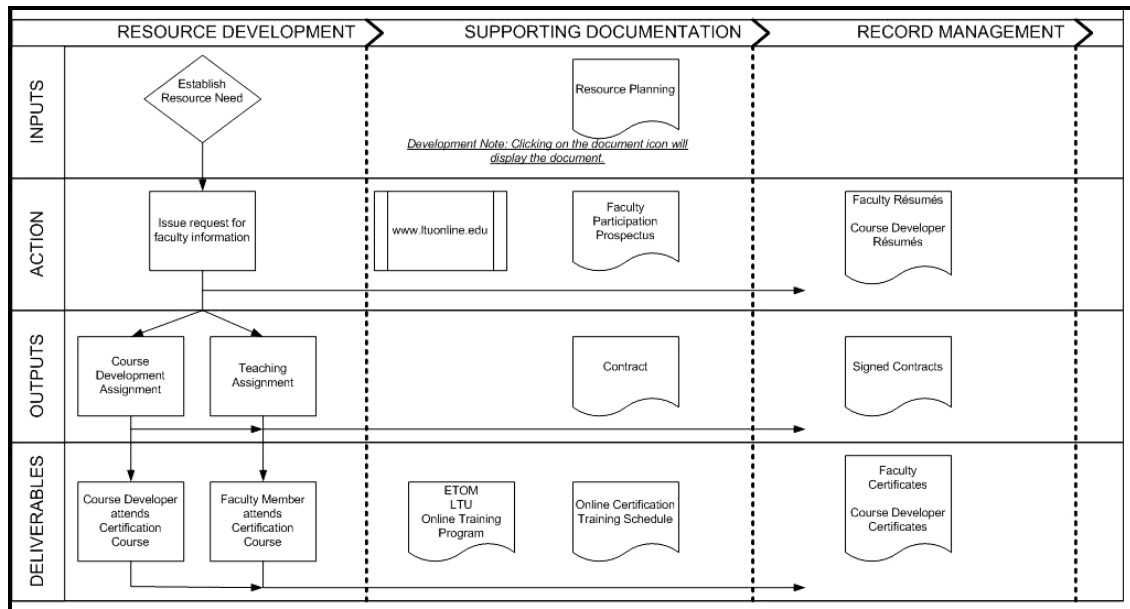 RESOURCE DEVELOPMENT
SUPPORTING DOCUMENTATION
RECORD MANAGEMENT
INPUTS
Establish
Resource Need
Resource Planning
Development Note: Clicking on the document icon will
display the document.
ACTION
Issue request for
faculty information
www.ltuonline.edu
Faculty
Participation
Prospectus
Faculty Résumés
Course Developer
Résumés
OUTPUTS
Course
Development
Assignment
Teaching
Assignment
Contract
Signed Contracts
DELIVERABLES
Course Developer
attends
Certification
Course
Faculty Member
attends
Certification
Course
ETOM
LTU
Online Training
Program
Online Certification
Training Schedule
Faculty
Certificates
Course Developer
Certificates